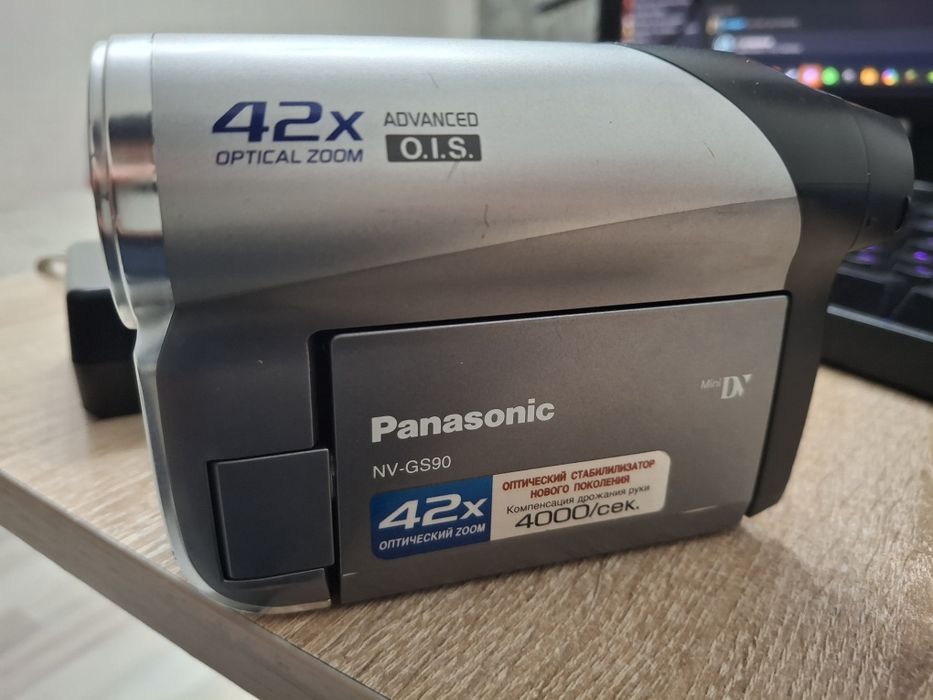 42x
OPTICAL ZOOM
ADVANCED
O.I.S.
Mini DV
Panasonic
NV-GS90
42x
ОПТИЧЕСКИЙ ZOOM
ОПТИЧЕСКИЙ СТАБИЛИЛИЗАТОР
НОВОГО ПОКОЛЕНИЯ
Компенсация дрожания руки
4000/сек.